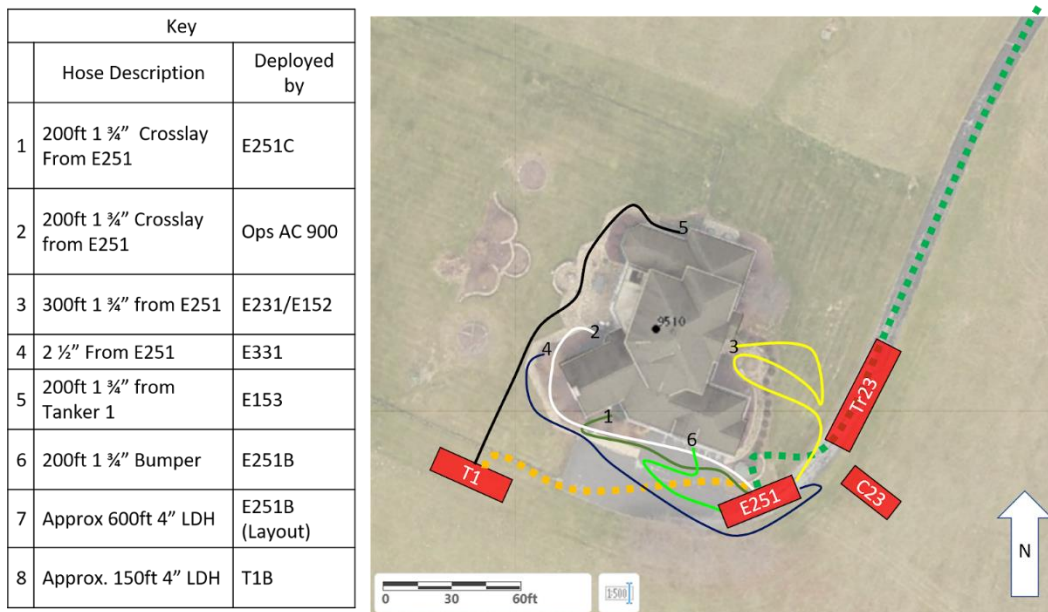 Key
Hose Description
Deployed
by
1
200ft 1 ¾” Crosslay
From E251
E251C
2
200ft 1 ¾” Crosslay
from E251
Ops AC 900
3
300ft 1 ¾” from E251
E231/E152
4
2 ½” From E251
E331
5
200ft 1 ¾” from
Tanker 1
E153
6
200ft 1 ¾” Bumper
E251B
7
Approx 600ft 4” LDH
E251B
(Layout)
8
Approx. 150ft 4” LDH
T1B
5
2
9510
4
3
1
6
Tr23
T1
E251
C23
N
0 30 60ft
1:500